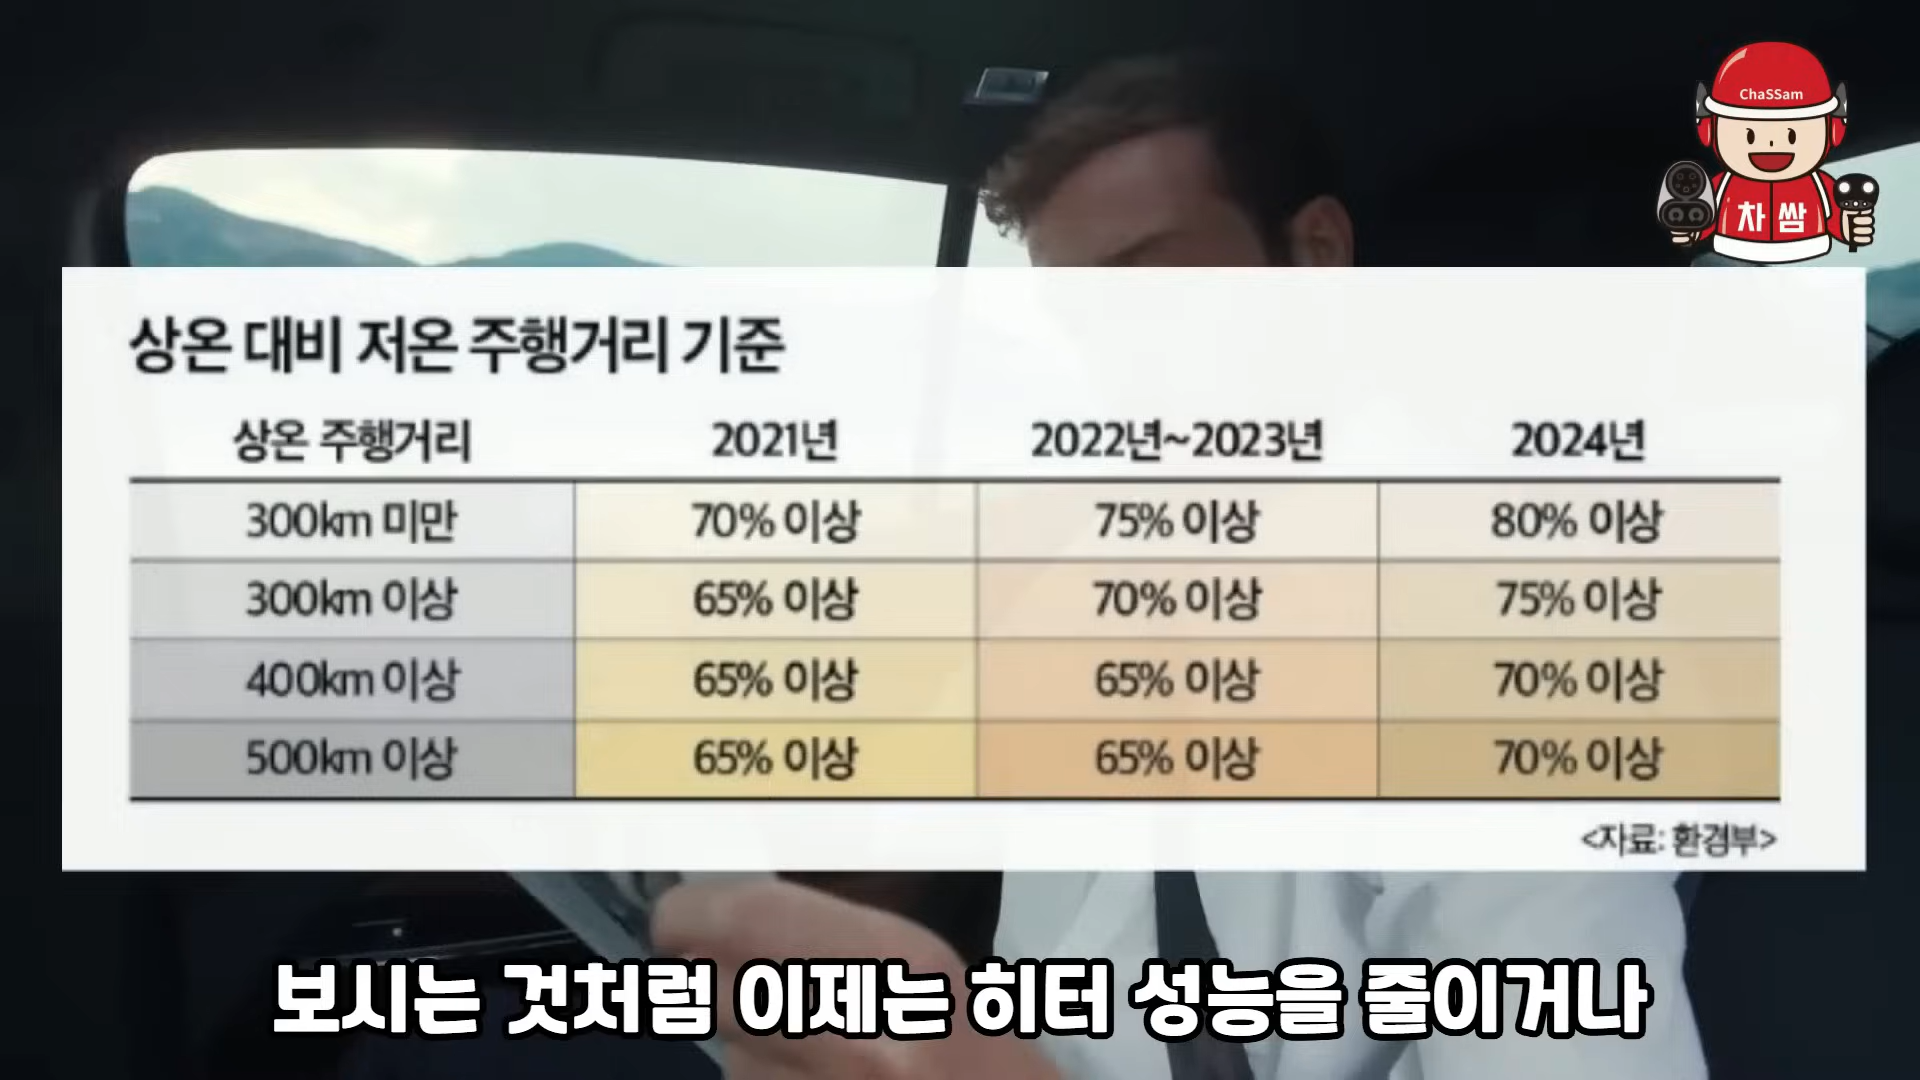 ChaSSam
차쌈
상온 대비 저온 주행거리 기준
상온 주행거리 2021년 2022년~2023년 2024년
300km 미만 70% 이상 75% 이상 80% 이상
300km 이상 65% 이상 70% 이상 75% 이상
400km 이상 65% 이상 65% 이상 70% 이상
500km 이상 65% 이상 65% 이상 70% 이상
<자료: 환경부>
보시는 것처럼 이제는 히터 성능을 줄이거나